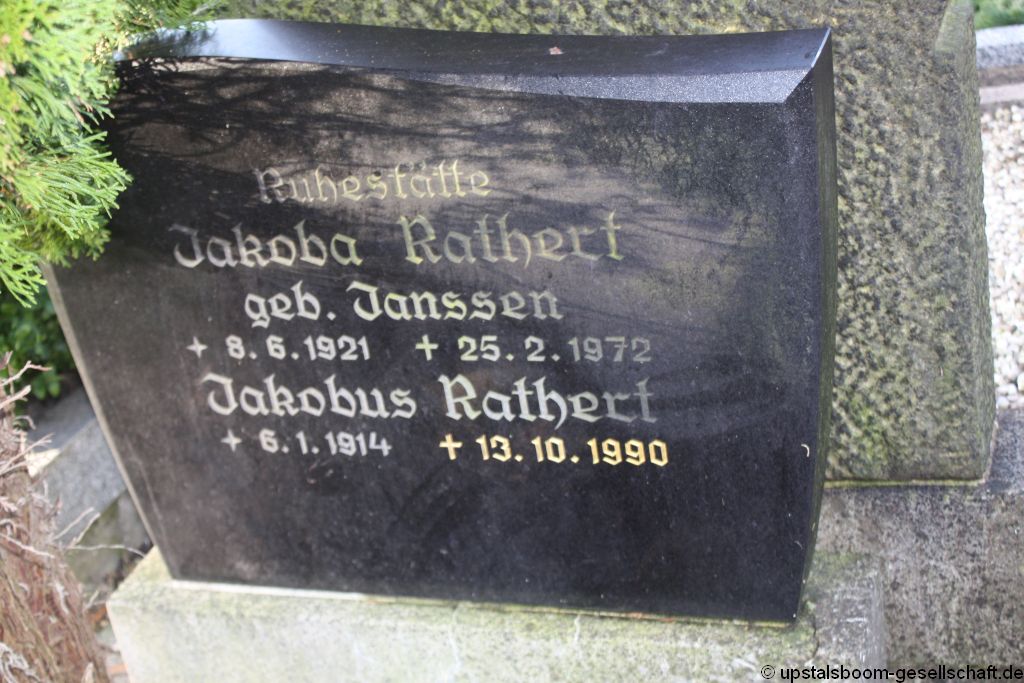 Ruhestätte
Jakoba Rathert
geb. Janssen
+ 8. 6. 1921 + 25. 2. 1972
Jakobus Rathert
+ 6. 1. 1914 + 13. 10. 1990
© upstalsboom-gesellschaft.de